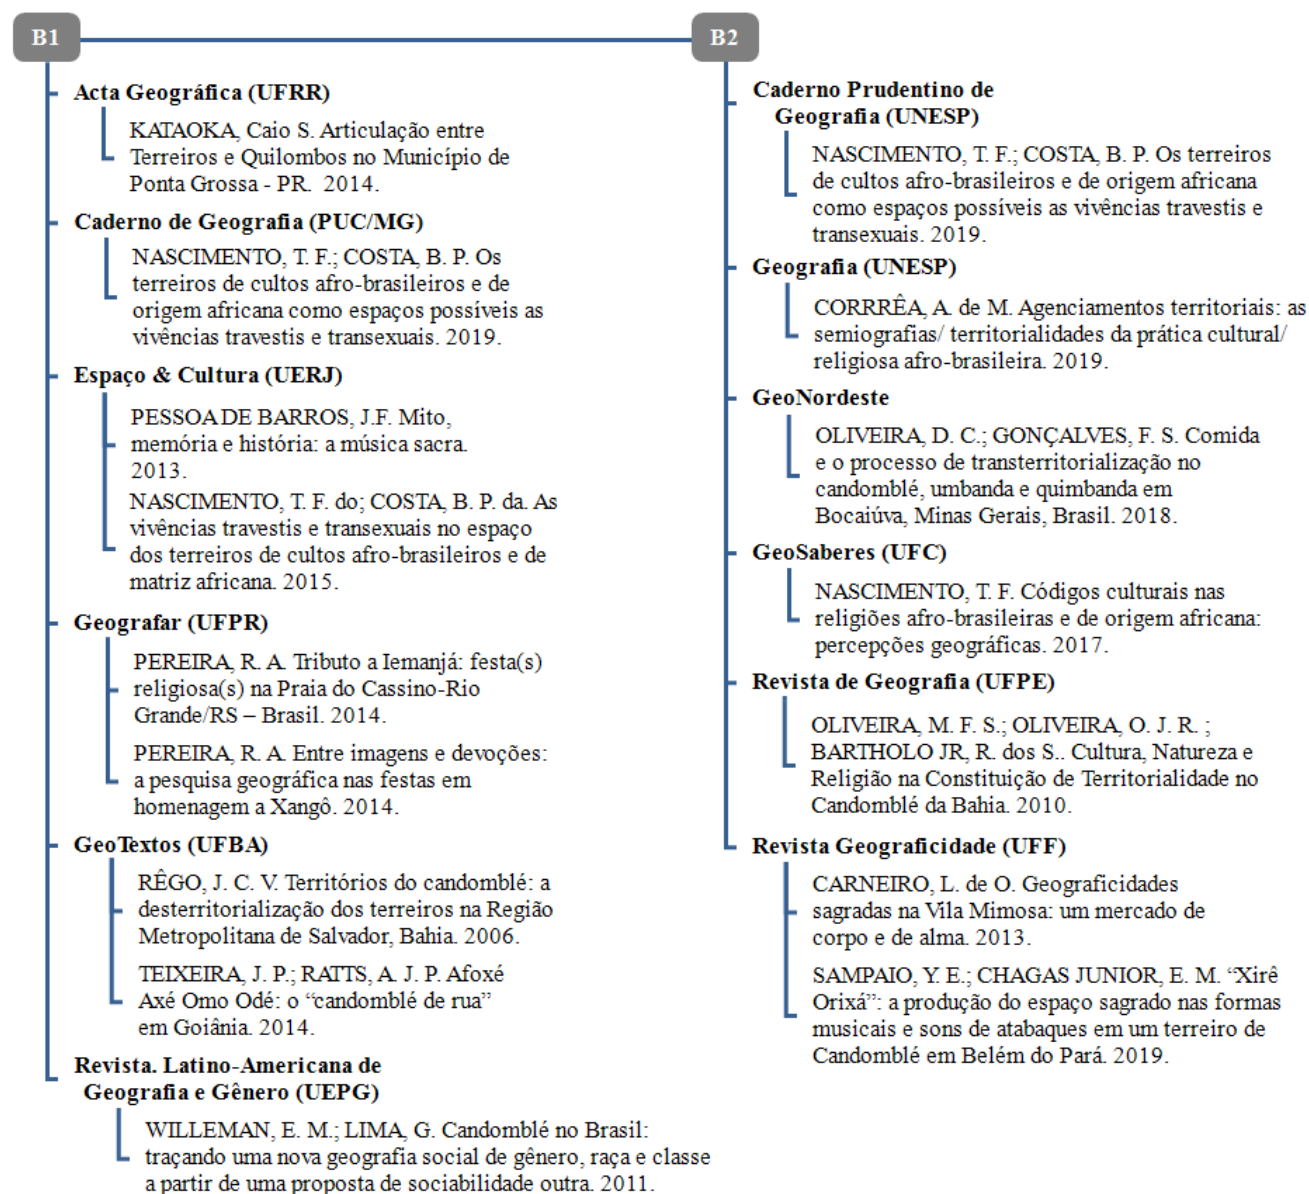 B1
Acta Geográfica (UFRR)
KATAOKA, Caio S. Articulação entre
Terreiros e Quilombos no Município de
Ponta Grossa - PR. 2014.
Caderno de Geografia (PUC/MG)
NASCIMENTO, T. F.; COSTA, B. P. Os
terreiros de cultos afro-brasileiros e de
origem africana como espaços possíveis as
vivências travestis e transexuais. 2019.
Espaço & Cultura (UERJ)
PESSOA DE BARROS, J.F. Mito,
memória e história: a música sacra.
2013.
NASCIMENTO, T. F. do; COSTA, B. P. da. As
vivências travestis e transexuais no espaço
dos terreiros de cultos afro-brasileiros e de
matriz africana. 2015.
Geografar (UFPR)
PEREIRA, R. A. Tributo a Iemanjá: festa(s)
religiosa(s) na Praia do Cassino-Rio
Grande/RS – Brasil. 2014.
PEREIRA, R. A. Entre imagens e devoções:
a pesquisa geográfica nas festas em
homenagem a Xangô. 2014.
GeoTextos (UFBA)
RÊGO, J. C. V. Territórios do candomblé: a
desterritorialização dos terreiros na Região
Metropolitana de Salvador, Bahia. 2006.
TEIXEIRA, J. P.; RATTS, A. J. P. Afoxé
Axé Omo Odé: o “candomblé de rua”
em Goiânia. 2014.
Revista. Latino-Americana de
Geografia e Gênero (UEPG)
WILLEMAN, E. M.; LIMA, G. Candomblé no Brasil:
traçando uma nova geografia social de gênero, raça e classe
a partir de uma proposta de sociabilidade outra. 2011.
B2
Caderno Prudentino de
Geografia (UNESP)
NASCIMENTO, T. F.; COSTA, B. P. Os terreiros
de cultos afro-brasileiros e de origem africana
como espaços possíveis as vivências travestis e
transexuais. 2019.
Geografia (UNESP)
CORRRÊA, A. de M. Agenciamentos territoriais: as
semiografias/ territorialidades da prática cultural/
religiosa afro-brasileira. 2019.
GeoNordeste
OLIVEIRA, D. C.; GONÇALVES, F. S. Comida
e o processo de transterritorialização no
candomblé, umbanda e quimbanda em
Bocaiúva, Minas Gerais, Brasil. 2018.
GeoSaberes (UFC)
NASCIMENTO, T. F. Códigos culturais nas
religiões afro-brasileiras e de origem africana:
percepções geográficas. 2017.
Revista de Geografia (UFPE)
OLIVEIRA, M. F. S.; OLIVEIRA, O. J. R. ;
BARTHOLO JR, R. dos S.. Cultura, Natureza e
Religião na Constituição de Territorialidade no
Candomblé da Bahia. 2010.
Revista Geograficidade (UFF)
CARNEIRO, L. de O. Geograficidades
sagradas na Vila Mimosa: um mercado de
corpo e de alma. 2013.
SAMPAIO, Y. E.; CHAGAS JUNIOR, E. M. “Xirê
Orixá”: a produção do espaço sagrado nas formas
musicais e sons de atabaques em um terreiro de
Candomblé em Belém do Pará. 2019.